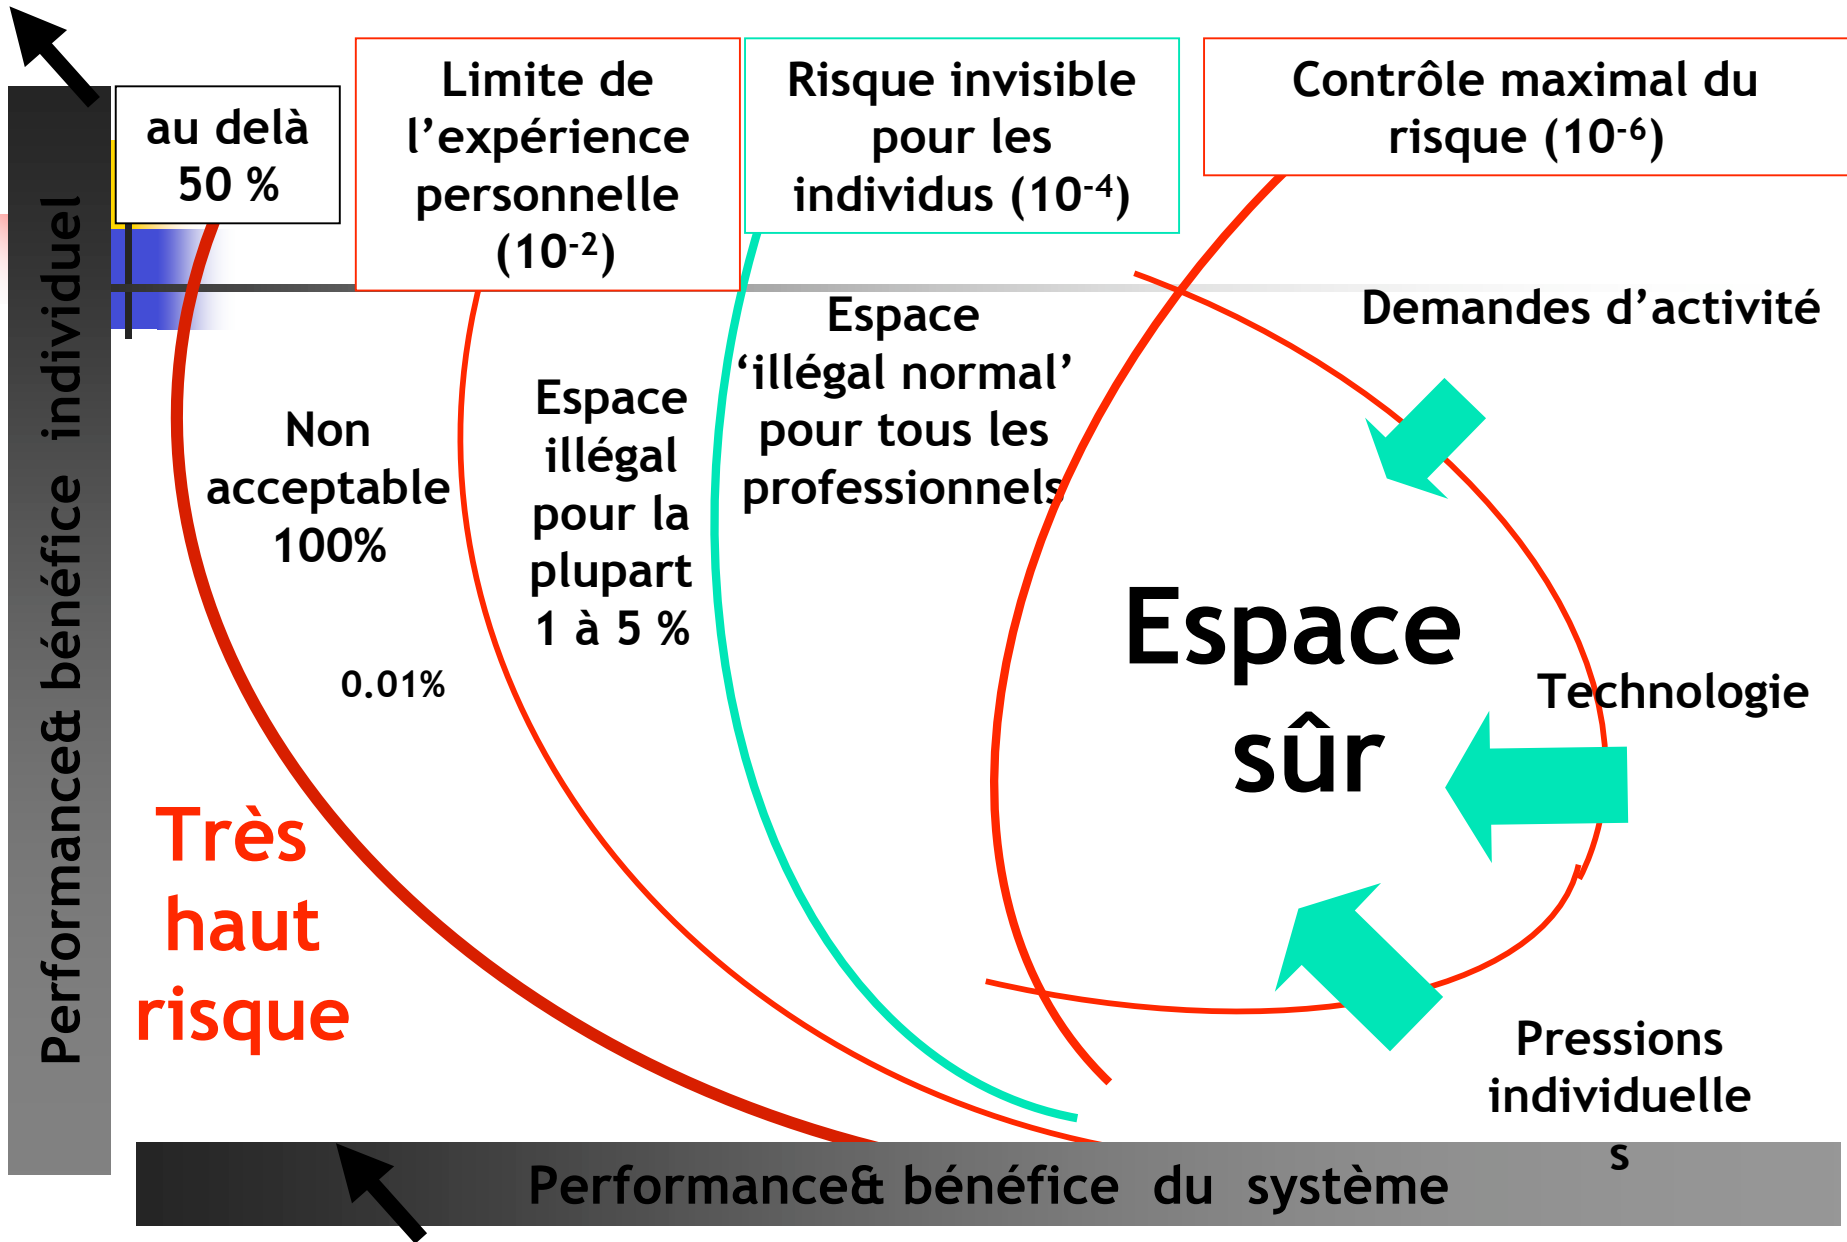 au delà
50 %
Limite de
l’expérience
personnelle
(10-2)
Risque invisible
pour les
individus (10-4)
Contrôle maximal du
risque (10-6)
Performance& bénéfice individuel
Demandes d’activité
Espace
‘illégal normal’
pour tous les
professionnels
Espace
illégal
pour la
plupart
1 à 5 %
Non
acceptable
100%
0.01%
Espace
sûr
Technologie
Très
haut
risque
Pressions
individuelle
s
Performance& bénéfice du système